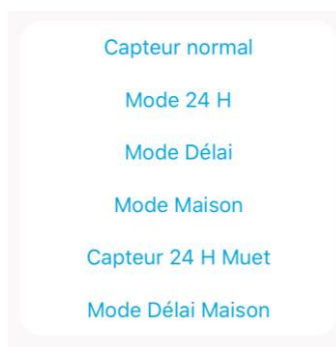 Capteur normal
Mode 24 H
Mode Délai
Mode Maison
Capteur 24 H Muet
Mode Délai Maison